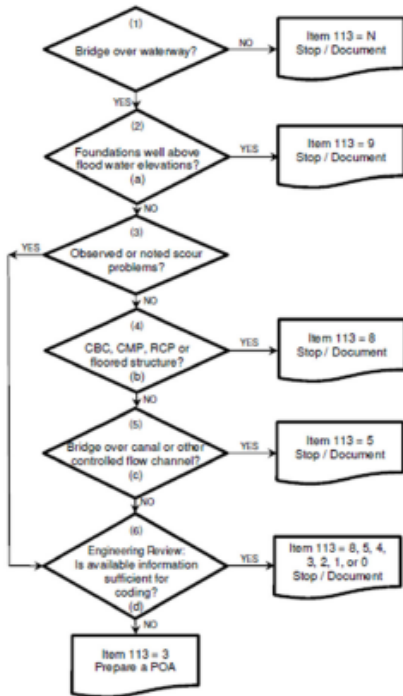 (1)
Bridge over waterway?
NO
Item 113 = N
Stop / Document
YES
(2)
Foundations well above
flood water elevations?
(a)
YES
Item 113 = 9
Stop / Document
NO
(3)
Observed or noted scour
problems?
YES
NO
(4)
CBC, CMP, RCP or
floored structure?
(b)
YES
Item 113 = 8
Stop / Document
NO
(5)
Bridge over canal or other
controlled flow channel?
(c)
YES
Item 113 = 5
Stop / Document
NO
(6)
Engineering Review:
Is available information
sufficient for
coding?
(d)
YES
Item 113 = 8, 5, 4,
3, 2, 1, or 0
Stop / Document
NO
Item 113 = 3
Prepare a POA